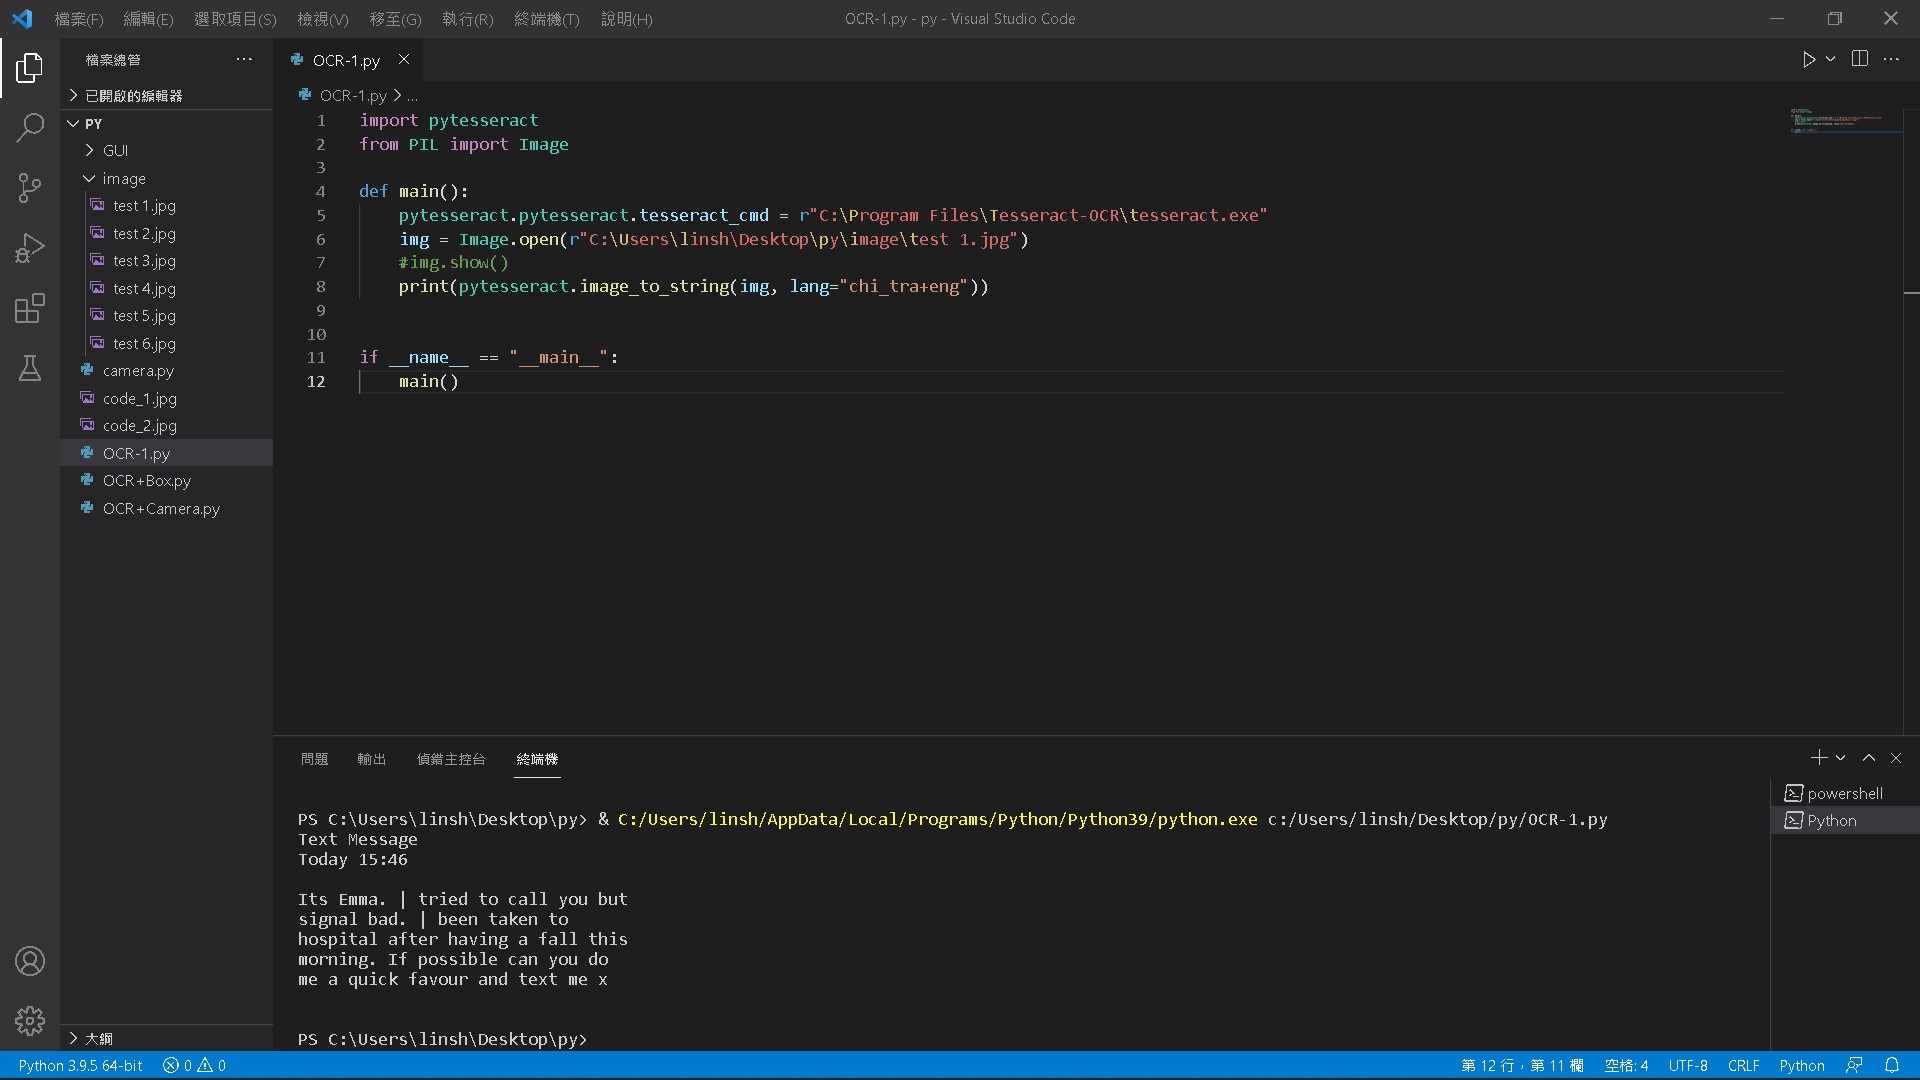 檔案(F) 編輯(E) 選取項目(S) 檢視(V) 移至(G) 執行(R) 終端機(T) 說明(H)
OCR-1.py - py - Visual Studio Code
檔案總管
已開啟的編輯器
PY
GUI
image
test 1.jpg
test 2.jpg
test 3.jpg
test 4.jpg
test 5.jpg
test 6.jpg
camera.py
code_1.jpg
code_2.jpg
OCR-1.py
OCR+Box.py
OCR+Camera.py
大綱
OCR-1.py
OCR-1.py > ...
1 import pytesseract
2 from PIL import Image
3
4 def main():
5     pytesseract.pytesseract.tesseract_cmd = r"C:\Program Files\Tesseract-OCR\tesseract.exe"
6     img = Image.open(r"C:\Users\linsh\Desktop\py\image\test 1.jpg")
7     #img.show()
8     print(pytesseract.image_to_string(img, lang="chi_tra+eng"))
9
10
11 if __name__ == "__main__":
12     main()
問題 輸出 偵錯主控台 終端機
PS C:\Users\linsh\Desktop\py> & C:/Users/linsh/AppData/Local/Programs/Python/Python39/python.exe c:/Users/linsh/Desktop/py/OCR-1.py
Text Message
Today 15:46
Its Emma. | tried to call you but
signal bad. | been taken to
hospital after having a fall this
morning. If possible can you do
me a quick favour and text me x
PS C:\Users\linsh\Desktop\py>
powershell
Python
Python 3.9.5 64-bit 0 0 第 12 行，第 11 欄 空格: 4 UTF-8 CRLF Python